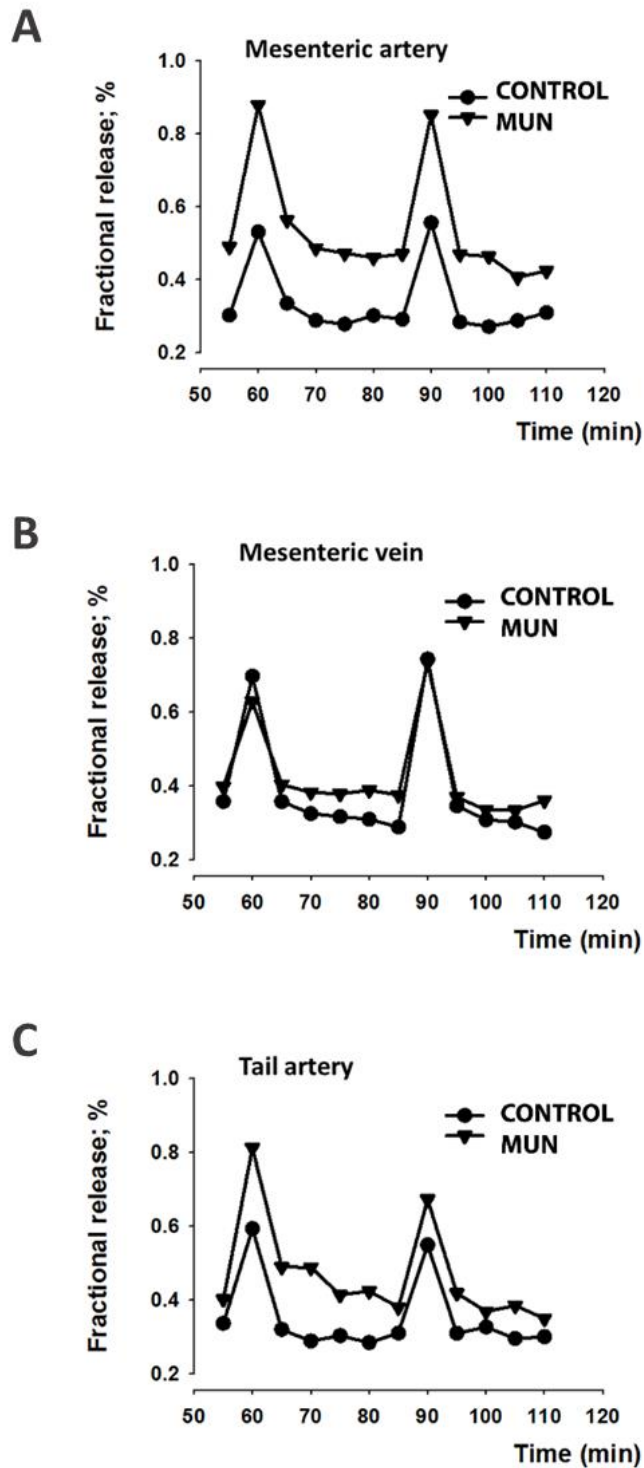 A
Mesenteric artery
CONTROL
MUN
Fractional release; %
1.0
0.8
0.6
0.4
0.2
50 60 70 80 90 100 110 120
Time (min)
B
Mesenteric vein
CONTROL
MUN
Fractional release; %
1.0
0.8
0.6
0.4
0.2
50 60 70 80 90 100 110 120
Time (min)
C
Tail artery
CONTROL
MUN
Fractional release; %
1.0
0.8
0.6
0.4
0.2
50 60 70 80 90 100 110 120
Time (min)